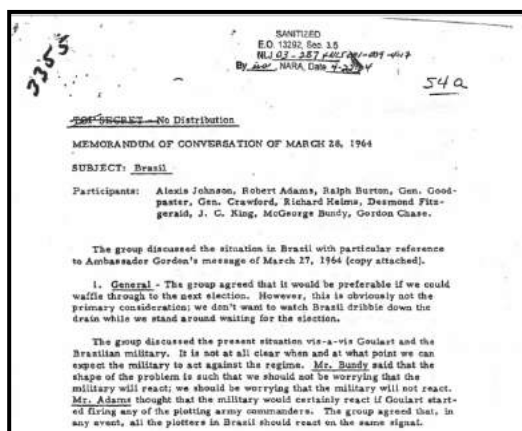 3355
SANITIZED
E.O. 13292, Sec. 3.5
NLJ 03-287
By , NARA, Date
54a
TOP SECRET - No Distribution
MEMORANDUM OF CONVERSATION OF MARCH 28, 1964
SUBJECT: Brazil
Participants: Alexis Johnson, Robert Adams, Ralph Burton, Gen. Good-
paster, Gen. Crawford, Richard Helms, Desmond Fitz-
gerald, J. C. King, McGeorge Bundy, Gordon Chase.
The group discussed the situation in Brazil with particular reference
to Ambassador Gordon's message of March 27, 1964 (copy attached).
1. General - The group agreed that it would be preferable if we could
waffle through to the next election. However, this is obviously not the
primary consideration; we don't want to watch Brazil dribble down the
drain while we stand around waiting for the election.
The group discussed the present situation vis-a-vis Goulart and the
Brazilian military. It is not at all clear when and at what point we can
expect the military to act against the regime. Mr. Bundy said that the
shape of the problem is such that we should not be worrying that the
military will react; we should be worrying that the military will not react.
Mr. Adams thought that the military would certainly react if Goulart start-
ed firing any of the plotting army commanders. The group agreed that, in
any event, all the plotters in Brazil should react on the same signal.